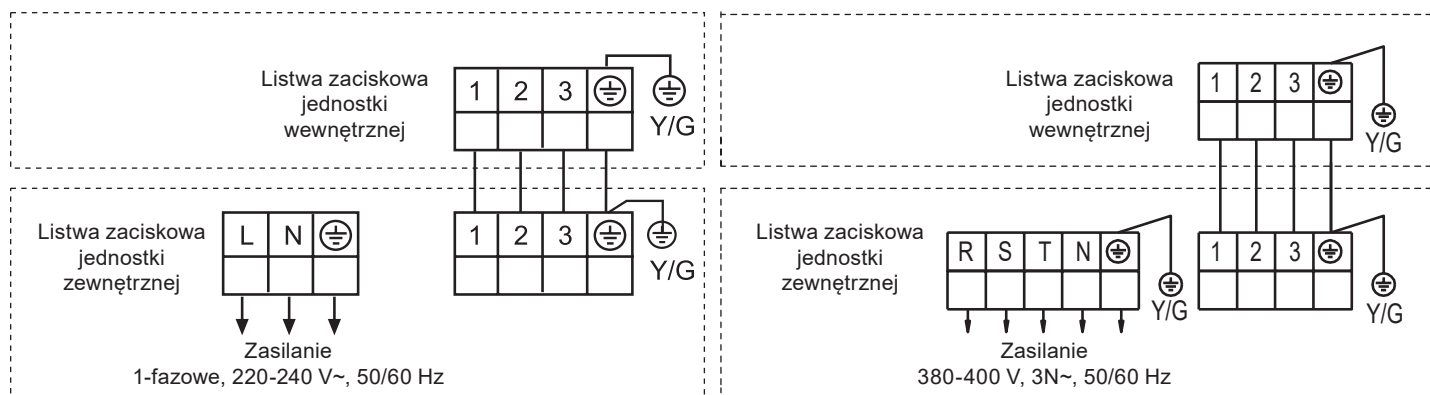 Listwa zaciskowa
jednostki
wewnętrznej
1 2 3
Y/G
Listwa zaciskowa
jednostki
zewnętrznej
L N
1 2 3
Y/G
Zasilanie
1-fazowe, 220-240 V~, 50/60 Hz
Listwa zaciskowa
jednostki
wewnętrznej
1 2 3
Y/G
Listwa zaciskowa
jednostki
zewnętrznej
R S T N
Y/G
1 2 3
Y/G
Zasilanie
380-400 V, 3N~, 50/60 Hz